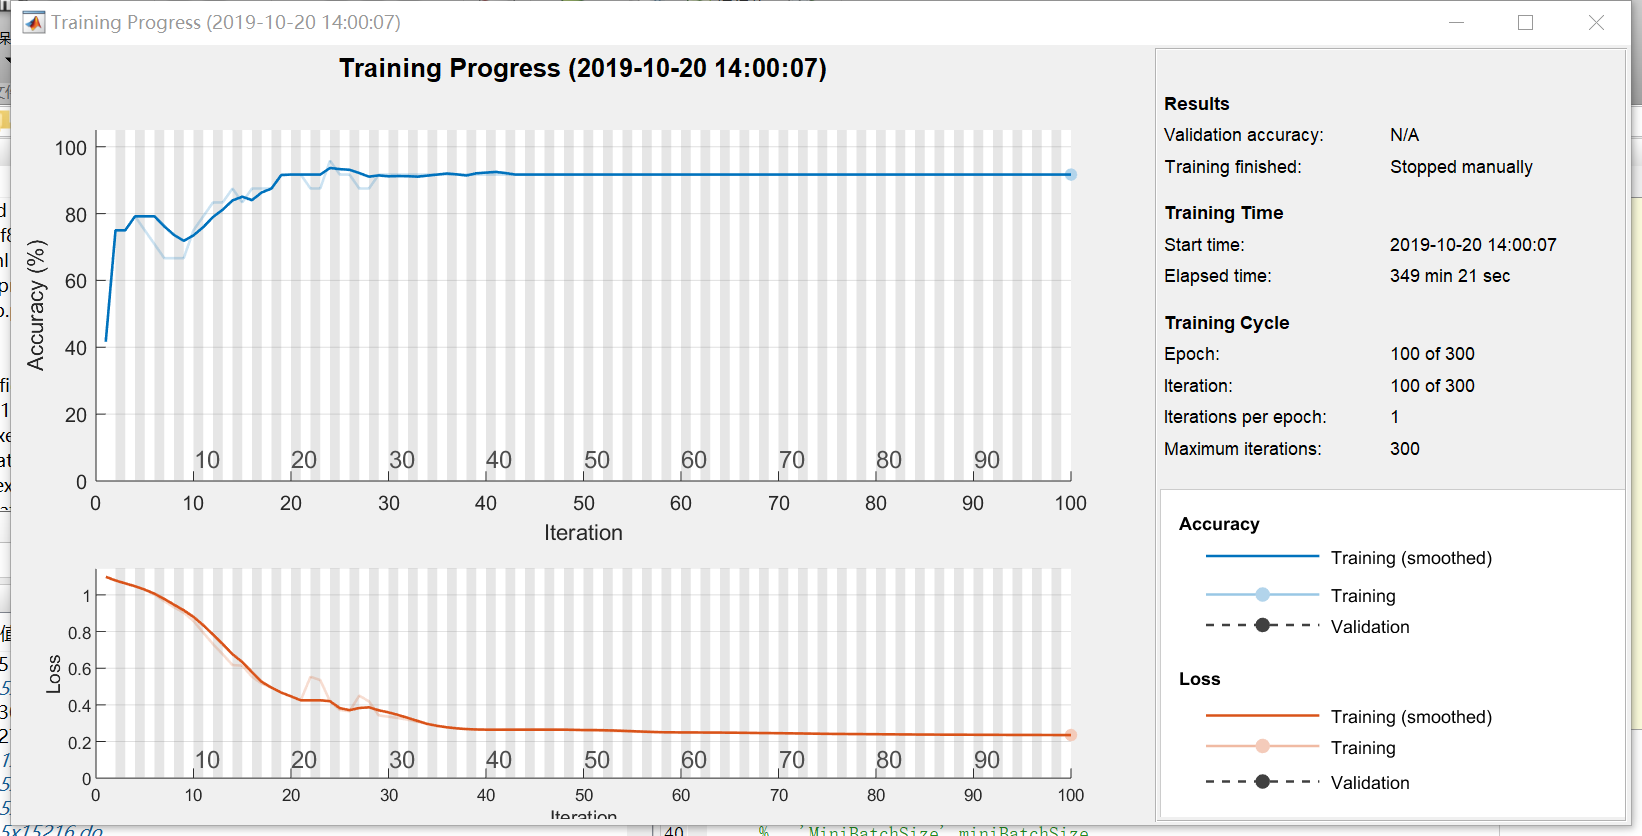 Training Progress (2019-10-20 14:00:07)
Training Progress (2019-10-20 14:00:07)
100
80
60
40
20
0
Accuracy (%)
10 20 30 40 50 60 70 80 90
0 10 20 30 40 50 60 70 80 90 100
Iteration
1
0.8
0.6
0.4
0.2
0
Loss
10 20 30 40 50 60 70 80 90
0 10 20 30 40 50 60 70 80 90 100
Iteration
Results
Validation accuracy: N/A
Training finished: Stopped manually
Training Time
Start time: 2019-10-20 14:00:07
Elapsed time: 349 min 21 sec
Training Cycle
Epoch: 100 of 300
Iteration: 100 of 300
Iterations per epoch: 1
Maximum iterations: 300
Accuracy
Training (smoothed)
Training
Validation
Loss
Training (smoothed)
Training
Validation
5x15216 do
40 % 'MiniBatchSize' miniBatchSize